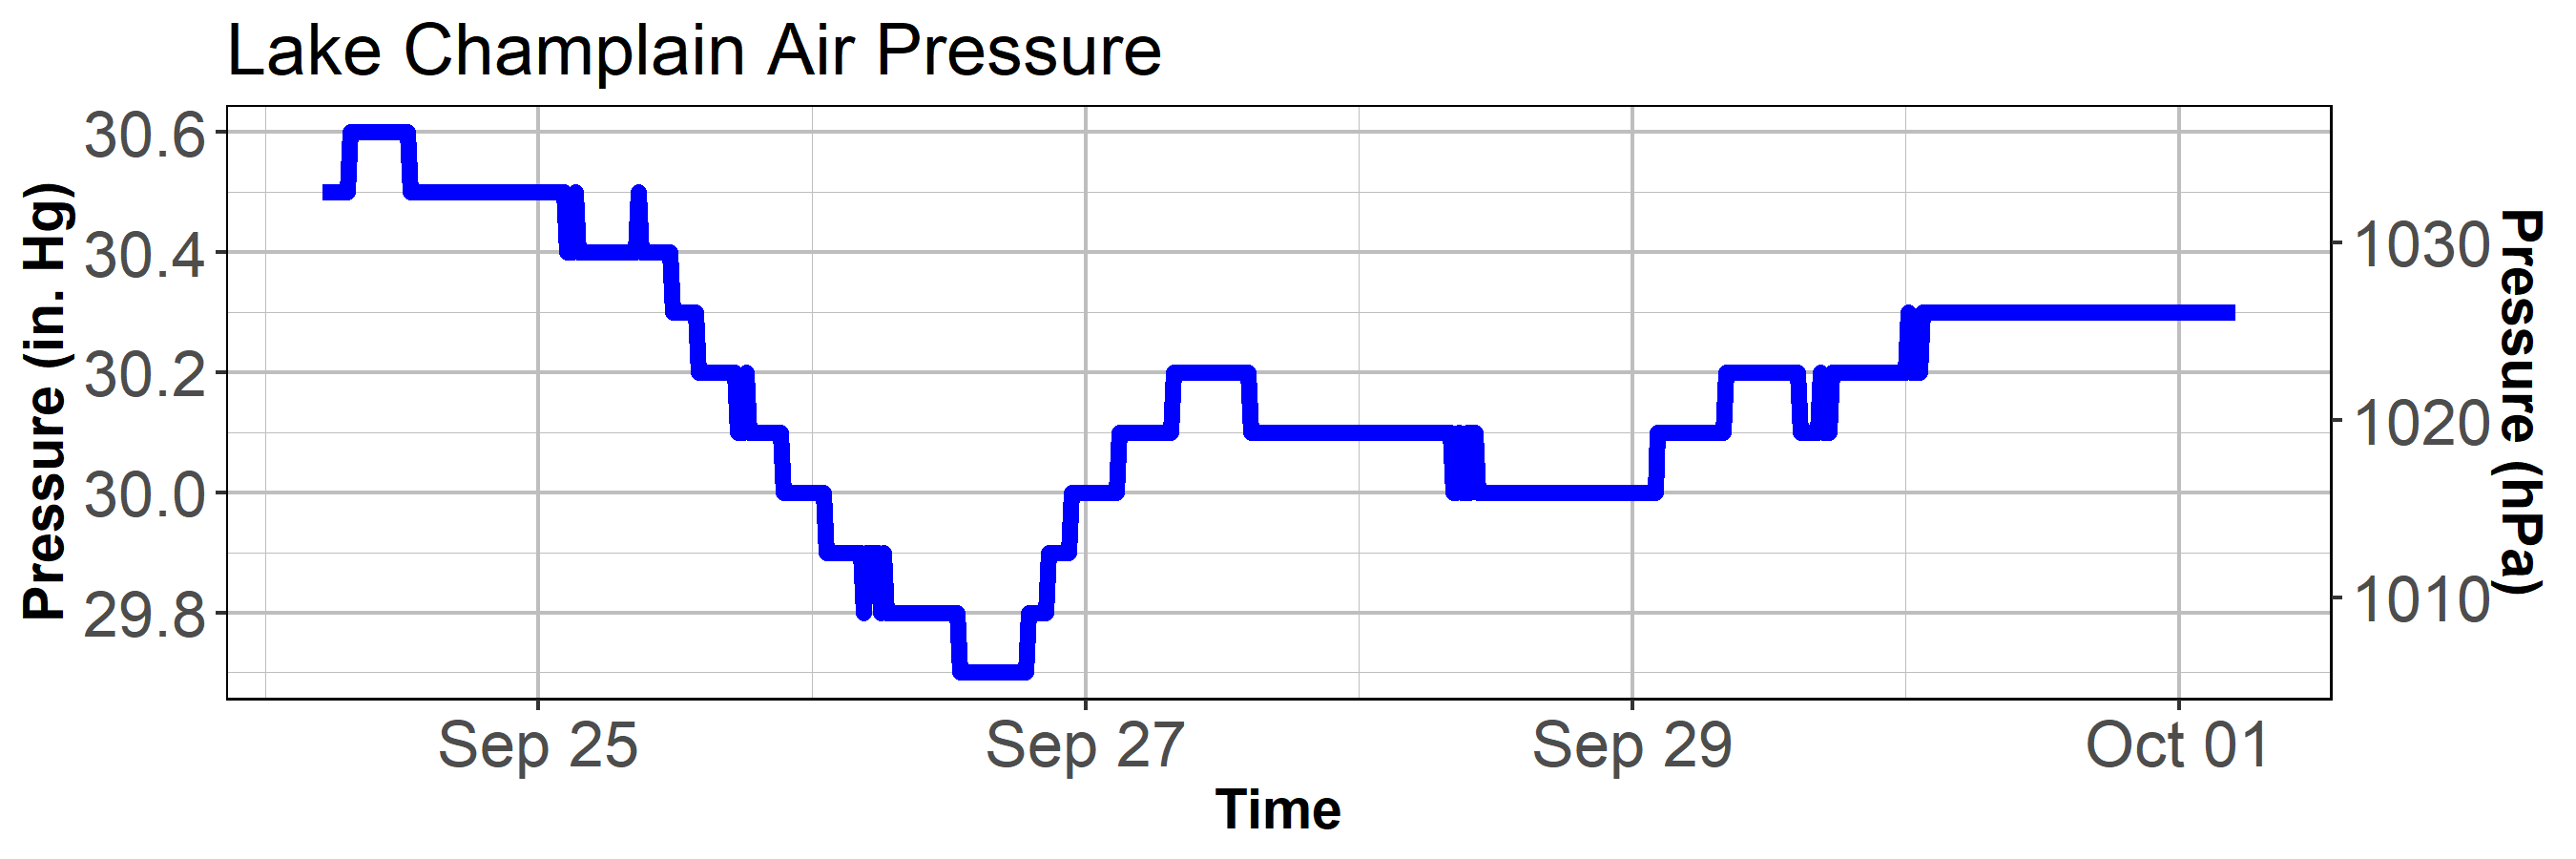 Lake Champlain Air Pressure
Pressure (in. Hg)
30.6
30.4
30.2
30.0
29.8
1030
1020
1010
Pressure (hPa)
Sep 25
Sep 27
Sep 29
Oct 01
Time